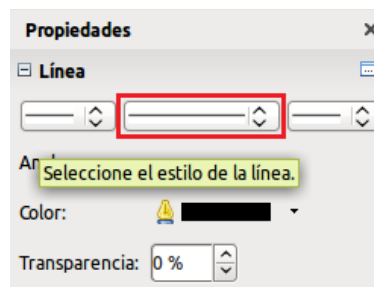 Propiedades
Línea
Seleccione el estilo de la línea.
Color:
Transparencia: 0 %